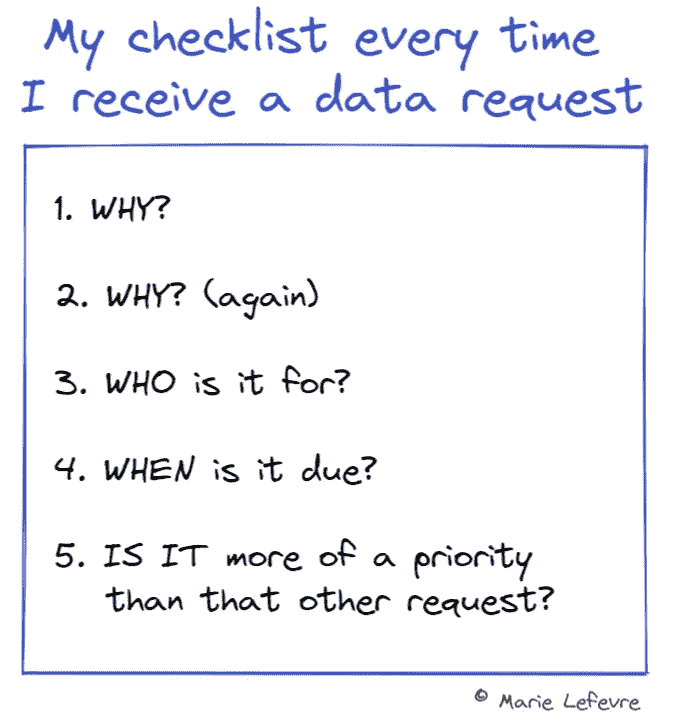 My checklist every time
I receive a data request
1. WHY?
2. WHY? (again)
3. WHO is it for?
4. WHEN is it due?
5. IS IT more of a priority
than that other request?
© Marie Lefevre